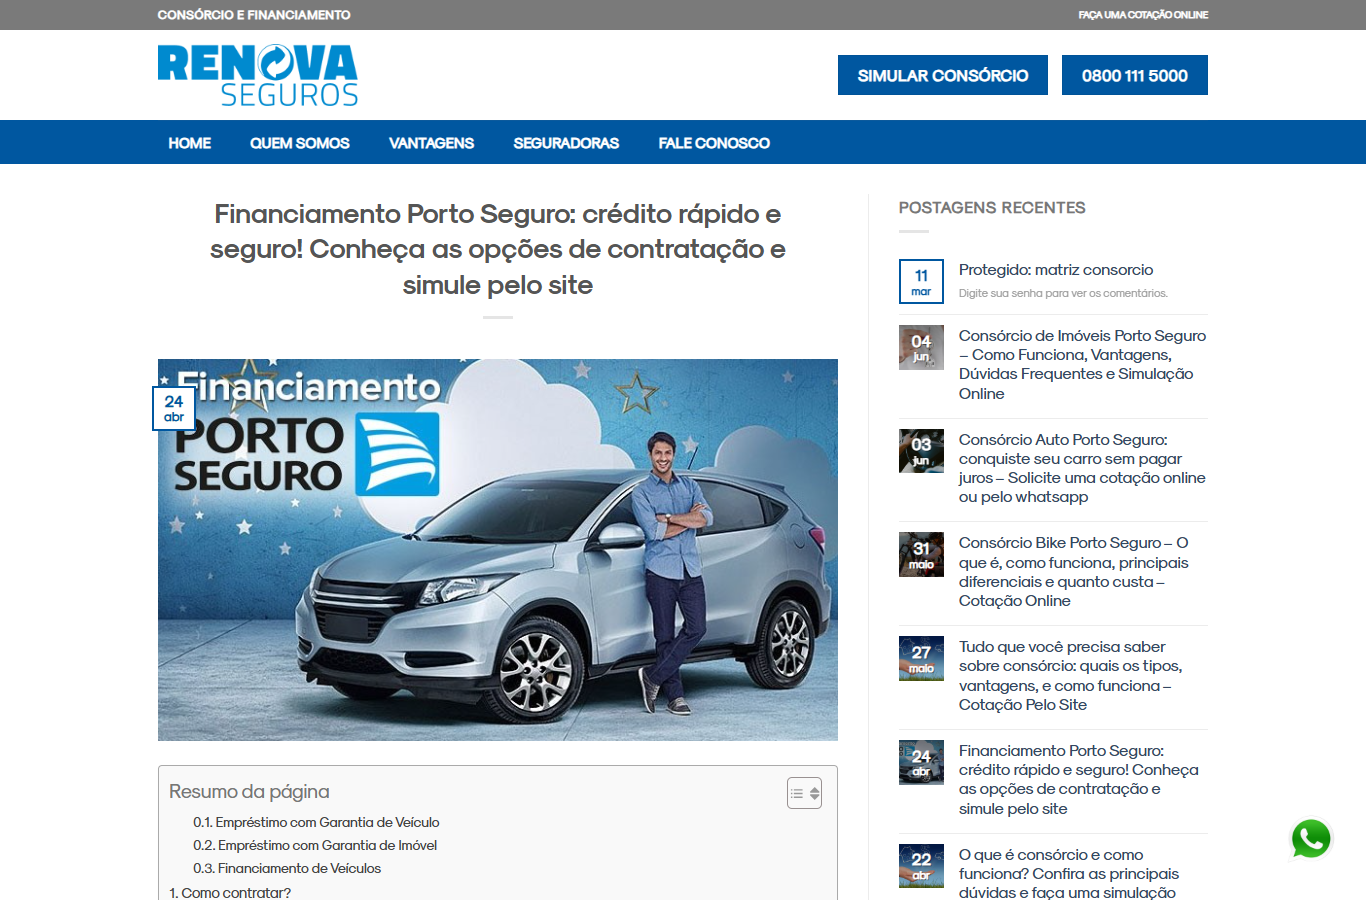 CONSÓRCIO E FINANCIAMENTO
FAÇA UMA COTAÇÃO ONLINE
RENOVA
SEGUROS
SIMULAR CONSÓRCIO
0800 111 5000
HOME
QUEM SOMOS
VANTAGENS
SEGURADORAS
FALE CONOSCO
Financiamento Porto Seguro: crédito rápido e
seguro! Conheça as opções de contratação e
simule pelo site
24
abr
Financiamento
PORTO
SEGURO
Resumo da página
0.1. Empréstimo com Garantia de Veículo
0.2. Empréstimo com Garantia de Imóvel
0.3. Financiamento de Veículos
1. Como contratar?
POSTAGENS RECENTES
11
mar
Protegido: matriz consorcio
Digite sua senha para ver os comentários.
04
jun
Consórcio de Imóveis Porto Seguro
– Como Funciona, Vantagens,
Dúvidas Frequentes e Simulação
Online
03
jun
Consórcio Auto Porto Seguro:
conquiste seu carro sem pagar
juros – Solicite uma cotação online
ou pelo whatsapp
31
maio
Consórcio Bike Porto Seguro – O
que é, como funciona, principais
diferenciais e quanto custa –
Cotação Online
27
maio
Tudo que você precisa saber
sobre consórcio: quais os tipos,
vantagens, e como funciona –
Cotação Pelo Site
24
abr
Financiamento Porto Seguro:
crédito rápido e seguro! Conheça
as opções de contratação e
simule pelo site
22
abr
O que é consórcio e como
funciona? Confira as principais
dúvidas e faça uma simulação